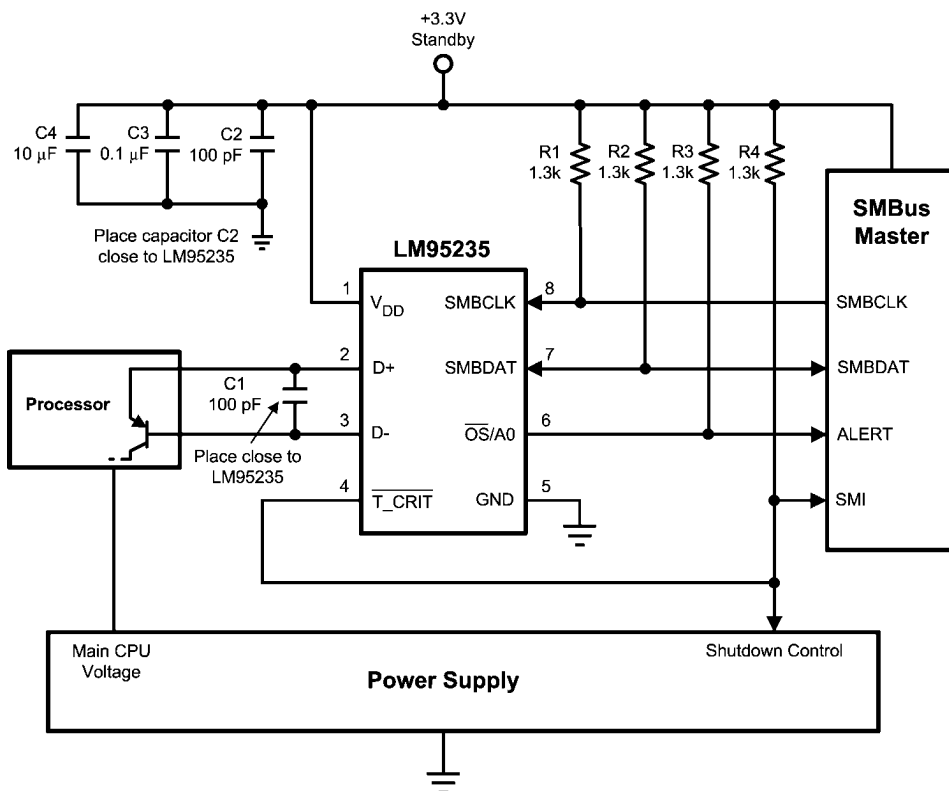 +3.3V
Standby
C4
10 µF
C3
0.1 µF
C2
100 pF
R1
1.3k
R2
1.3k
R3
1.3k
R4
1.3k
SMBus
Master
Place capacitor C2
close to LM95235
LM95235
1
VDD
SMBCLK
8
SMBCLK
2
D+
SMBDAT
7
SMBDAT
Processor
C1
100 pF
3
D-
OS/A0
6
ALERT
Place close to
LM95235
4
T_CRIT
GND
5
SMI
Main CPU
Voltage
Shutdown Control
Power Supply